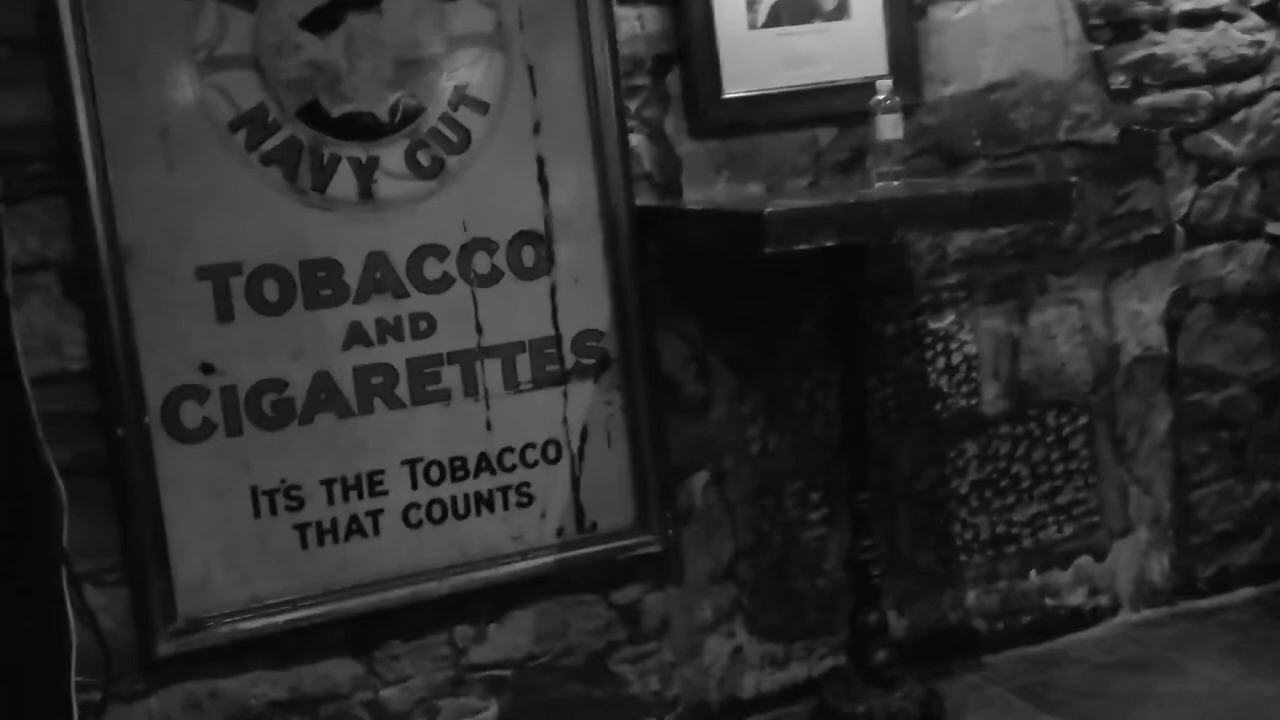 NAVY CUT
TOBACCO
AND
CIGARETTES
IT'S THE TOBACCO
THAT COUNTS